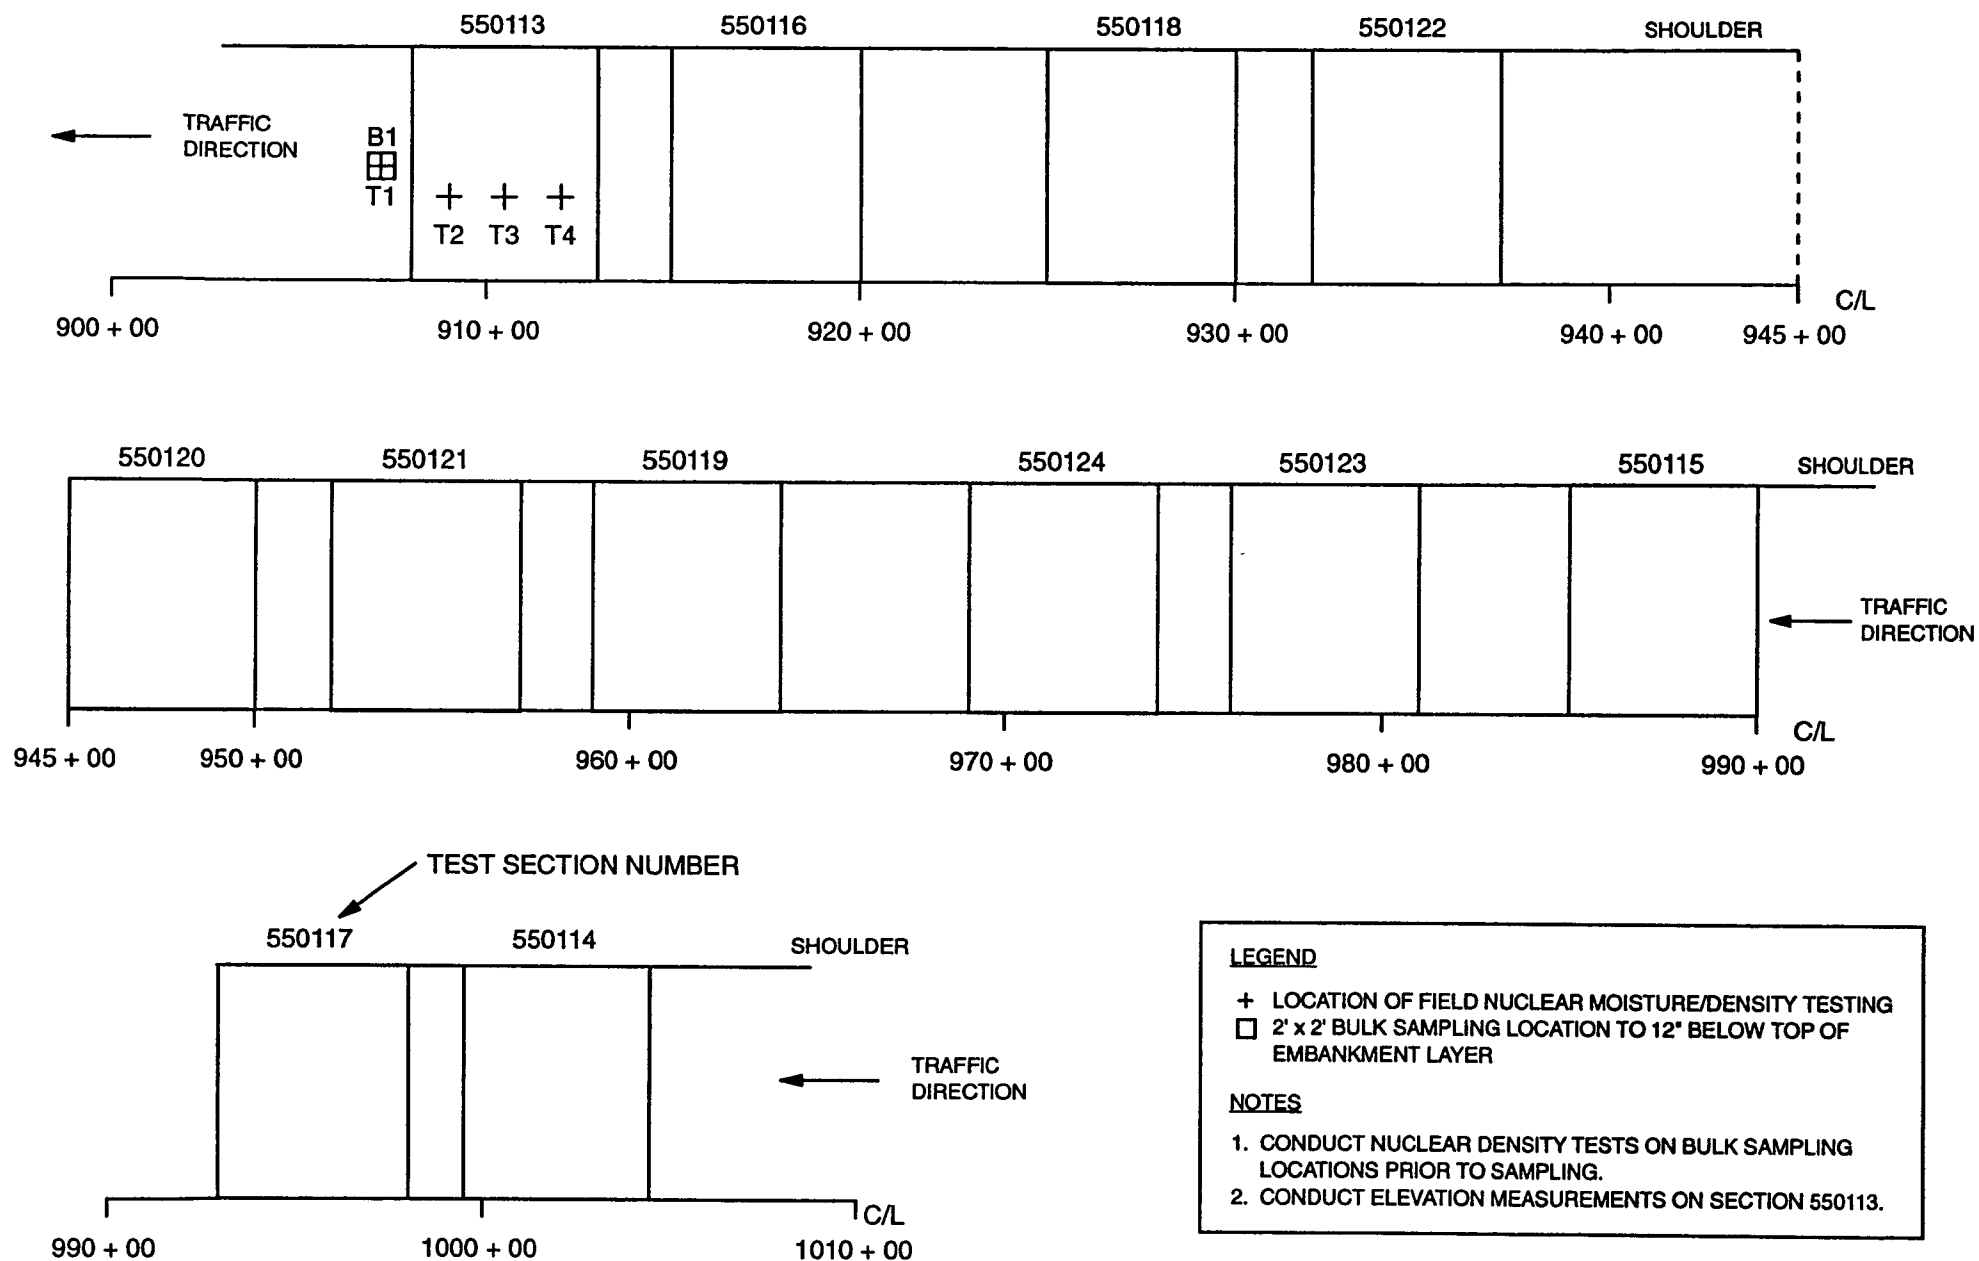 550113 550116 550118 550122 SHOULDER
TRAFFIC
DIRECTION
B1
T1
T2 T3 T4
C/L
900 + 00 910 + 00 920 + 00 930 + 00 940 + 00 945 + 00
550120 550121 550119 550124 550123 550115 SHOULDER
TRAFFIC
DIRECTION
C/L
945 + 00 950 + 00 960 + 00 970 + 00 980 + 00 990 + 00
TEST SECTION NUMBER
550117 550114 SHOULDER
TRAFFIC
DIRECTION
C/L
990 + 00 1000 + 00 1010 + 00
LEGEND
+ LOCATION OF FIELD NUCLEAR MOISTURE/DENSITY TESTING
2' x 2' BULK SAMPLING LOCATION TO 12" BELOW TOP OF
EMBANKMENT LAYER
NOTES
1. CONDUCT NUCLEAR DENSITY TESTS ON BULK SAMPLING
LOCATIONS PRIOR TO SAMPLING.
2. CONDUCT ELEVATION MEASUREMENTS ON SECTION 550113.